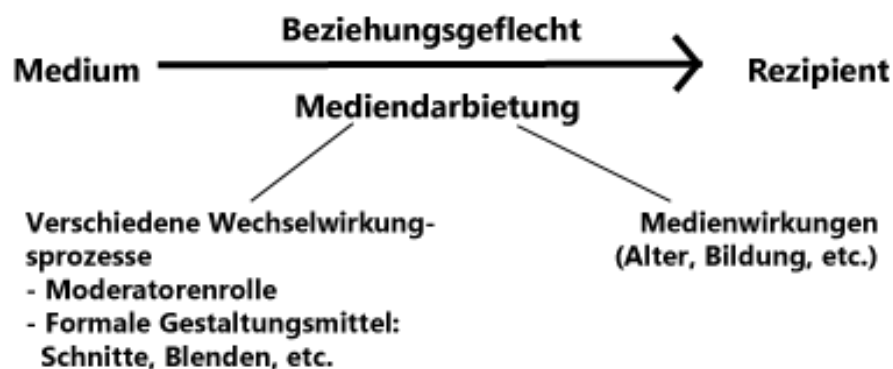 Beziehungsgeflecht
Medium
Rezipient
Mediendarbietung
Verschiedene Wechselwirkung-
sprozesse
- Moderatorenrolle
- Formale Gestaltungsmittel:
Schnitte, Blenden, etc.
Medienwirkungen
(Alter, Bildung, etc.)